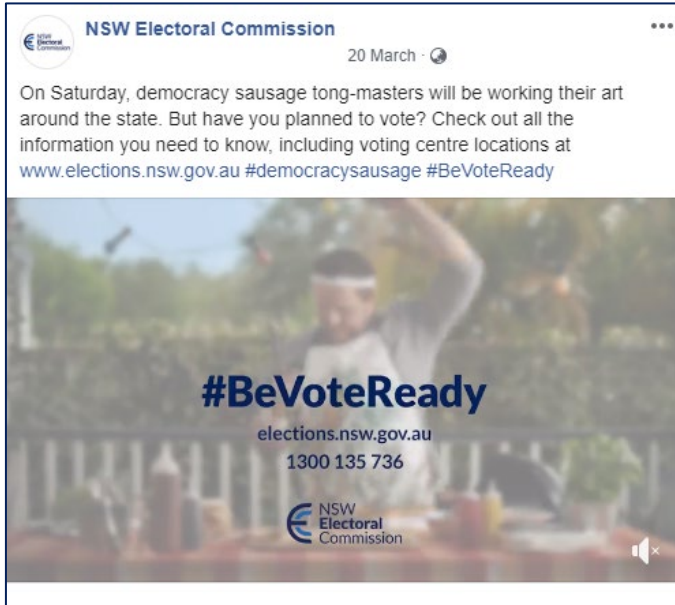 NSW Electoral Commission
20 March
On Saturday, democracy sausage tong-masters will be working their art
around the state. But have you planned to vote? Check out all the
information you need to know, including voting centre locations at
www.elections.nsw.gov.au #democracysausage #BeVoteReady
#BeVoteReady
elections.nsw.gov.au
1300 135 736
NSW
Electoral
Commission